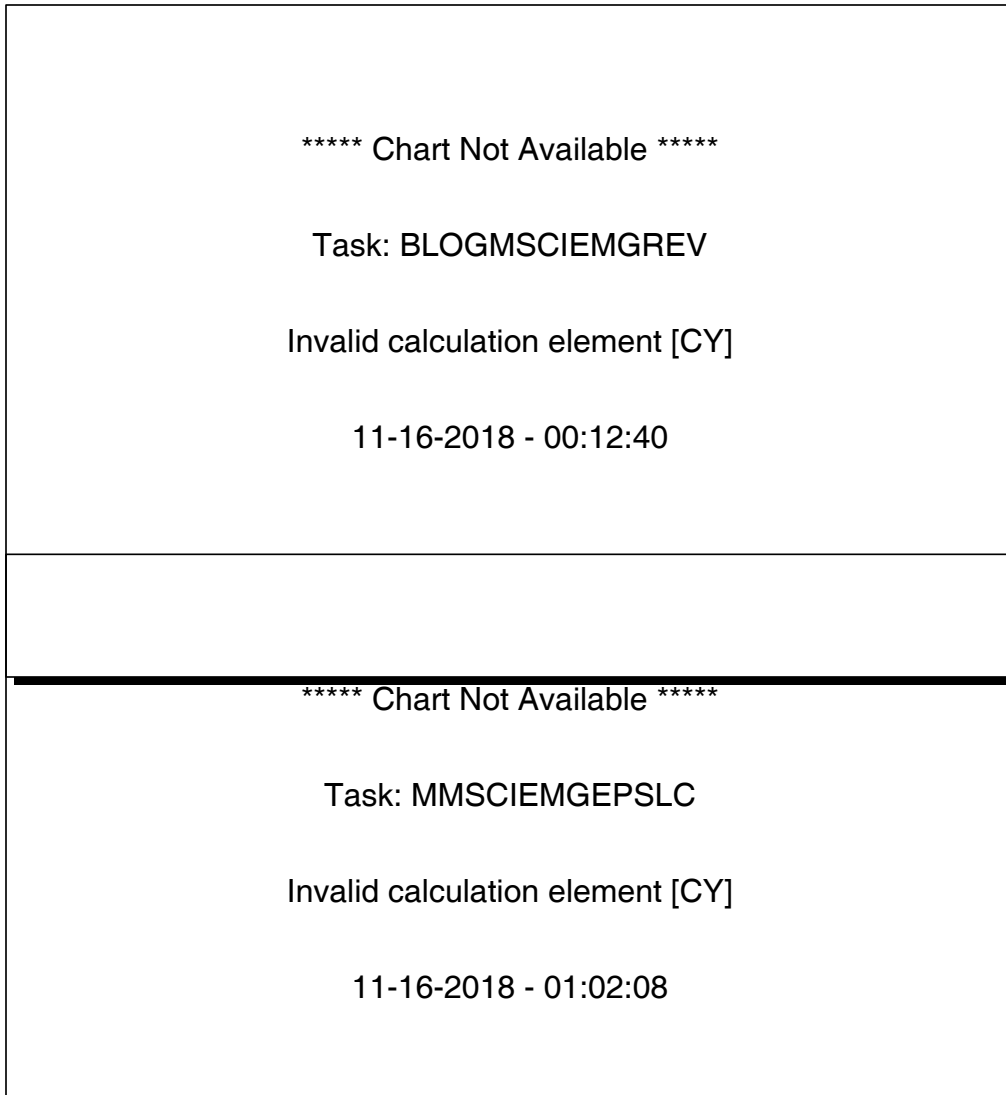 ***** Chart Not Available *****
Task: BLOGMSCIEMGREV
Invalid calculation element [CY]
11-16-2018 - 00:12:40
***** Chart Not Available *****
Task: MMSCIEMGEPSLC
Invalid calculation element [CY]
11-16-2018 - 01:02:08